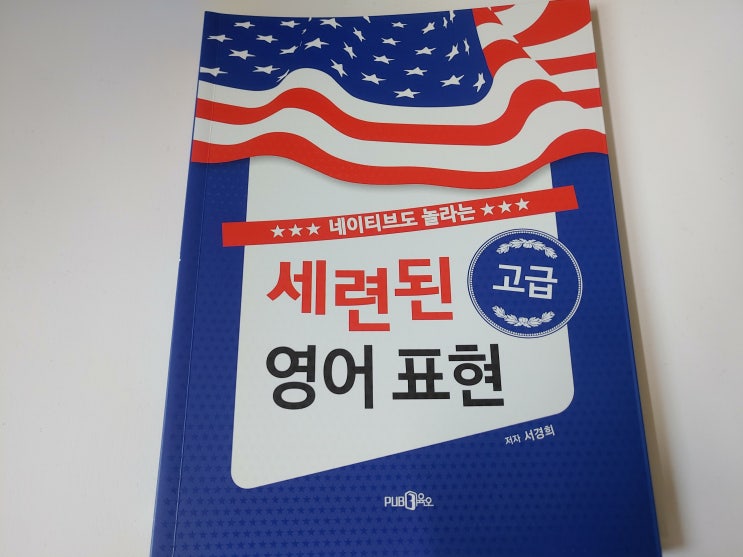 네이티브도 놀라는
세련된
고급
영어 표현
저자 서경희